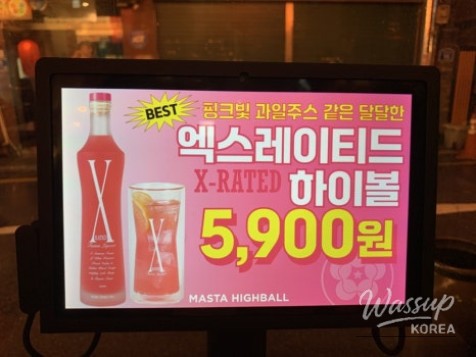 BEST
핑크빛 과일주스 같은 달달한
엑스레이티드
X-RATED 하이볼
5,900원
MASTA HIGHBALL
X
X
Wassup
KOREA